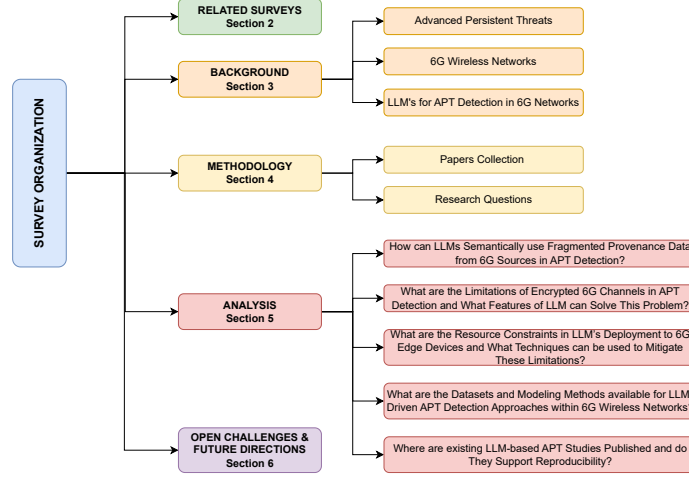 SURVEY ORGANIZATION
RELATED SURVEYS
Section 2
BACKGROUND
Section 3
Advanced Persistent Threats
6G Wireless Networks
LLM's for APT Detection in 6G Networks
METHODOLOGY
Section 4
Papers Collection
Research Questions
ANALYSIS
Section 5
How can LLMs Semantically use Fragmented Provenance Data
from 6G Sources in APT Detection?
What are the Limitations of Encrypted 6G Channels in APT
Detection and What Features of LLM can Solve This Problem?
What are the Resource Constraints in LLM's Deployment to 6G
Edge Devices and What Techniques can be used to Mitigate
These Limitations?
What are the Datasets and Modeling Methods available for LLM
Driven APT Detection Approaches within 6G Wireless Networks
Where are existing LLM-based APT Studies Published and do
They Support Reproducibility?
OPEN CHALLENGES &
FUTURE DIRECTIONS
Section 6